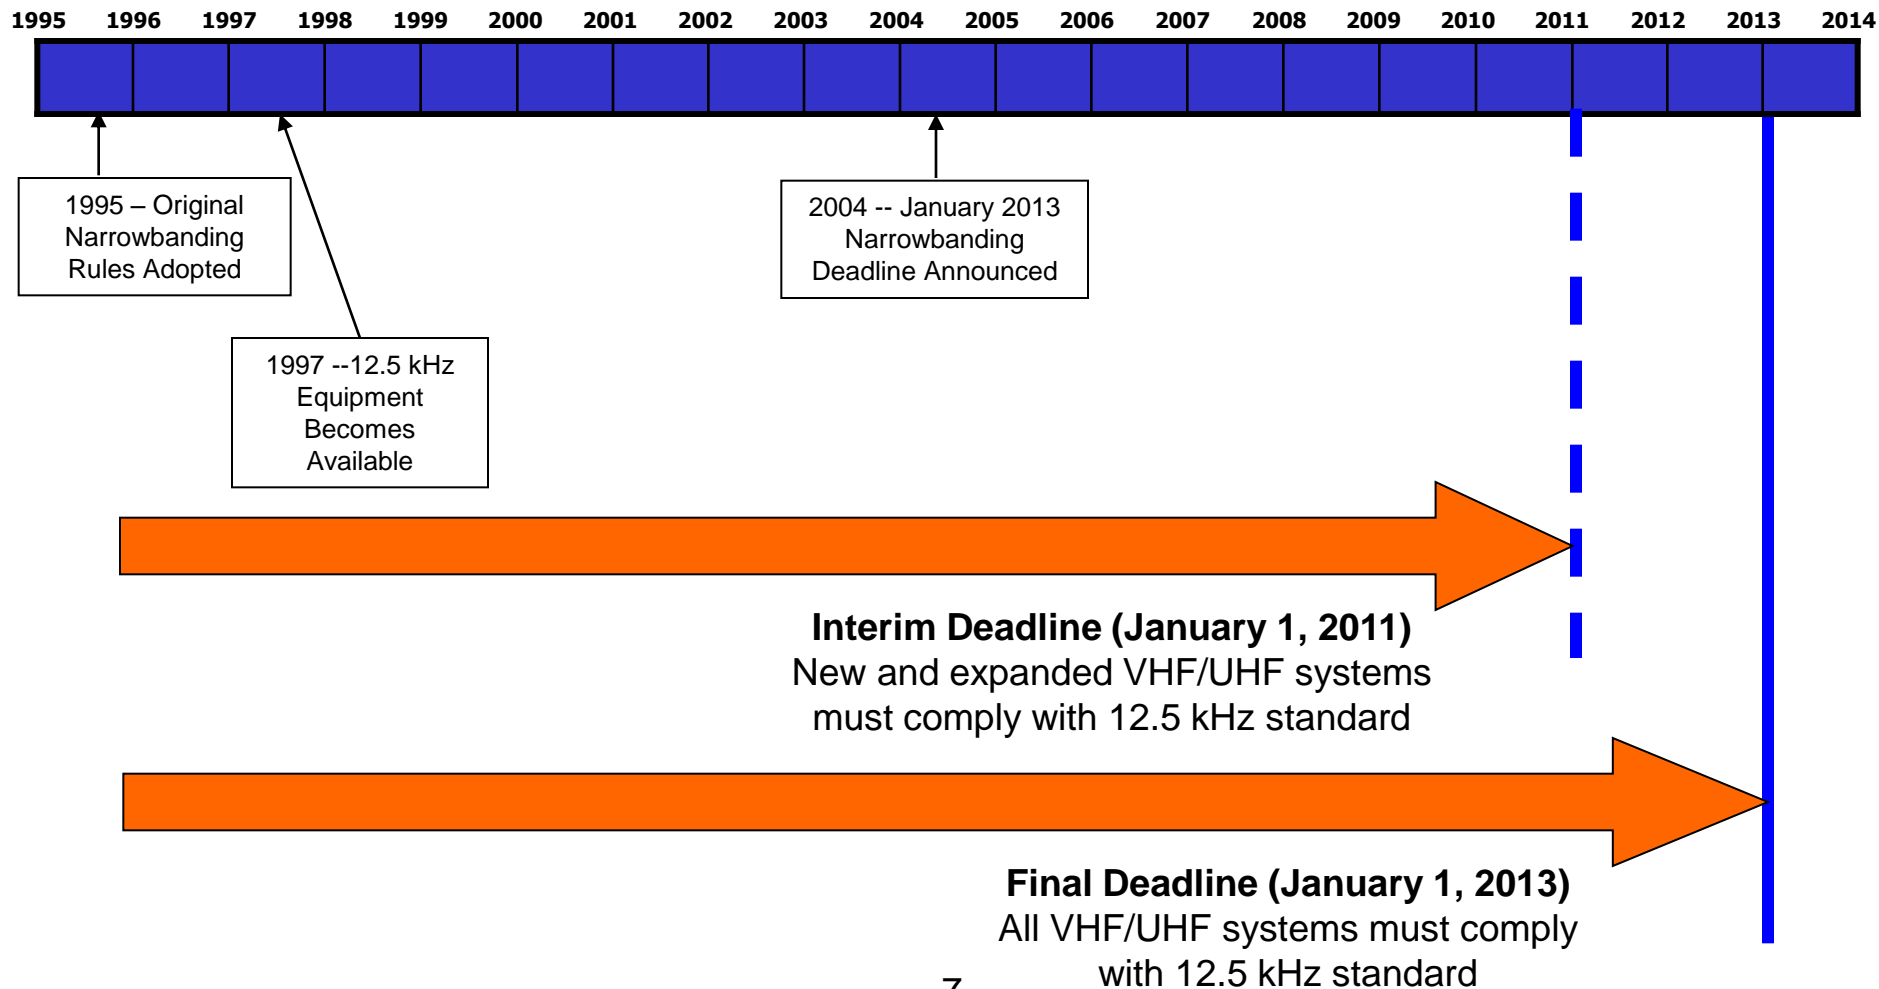 1995 1996 1997 1998 1999 2000 2001 2002 2003 2004 2005 2006 2007 2008 2009 2010 2011 2012 2013 2014
1995 – Original
Narrowbanding
Rules Adopted
2004 -- January 2013
Narrowbanding
Deadline Announced
1997 --12.5 kHz
Equipment
Becomes
Available
Interim Deadline (January 1, 2011)
New and expanded VHF/UHF systems
must comply with 12.5 kHz standard
Final Deadline (January 1, 2013)
All VHF/UHF systems must comply
with 12.5 kHz standard
7